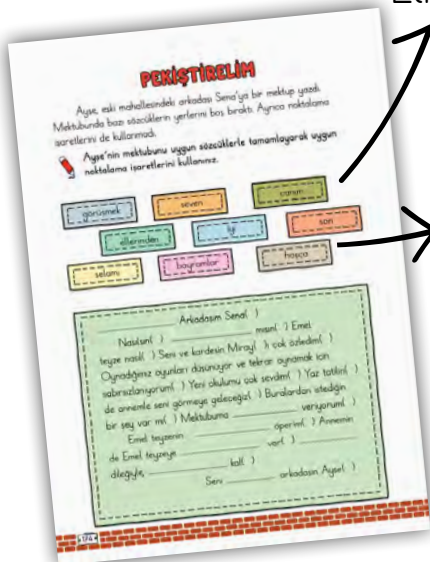 PEKİŞTİRELİM
Ayşe, eski mahallesindeki arkadaşı Sena'ya bir mektup yazdı.
Mektubunda bazı sözcüklerin yerlerini boş bıraktı. Ayrıca noktalama
işaretlerini de kullanmadı.
Ayşe'nin mektubunu uygun sözcüklerle tamamlayarak uygun
noktalama işaretlerini kullanınız.
görüşmek seven canım
ellerinden iyi son
selamı bayramlar hoşça
Arkadaşım Sena( )
Nasılsın( ) mısın( ) Emel
teyze nasıl( ) Seni ve kardeşin Miray( )ı çok özledim( )
Oynadığımız oyunları düşünüyor ve tekrar oynamak için
sabırsızlanıyorum( ) Yeni okulumu çok sevdim( ) Yaz tatilin( )
de annemle seni görmeye geleceğiz( ) Buralardan istediğin
bir şey var mı( ) Mektubuma veriyorum( )
Emel teyzenin öperim( ) Annemin
de Emel teyzeye var( )
dileğiyle, kal( )
Seni arkadaşın Ayşe( )
174